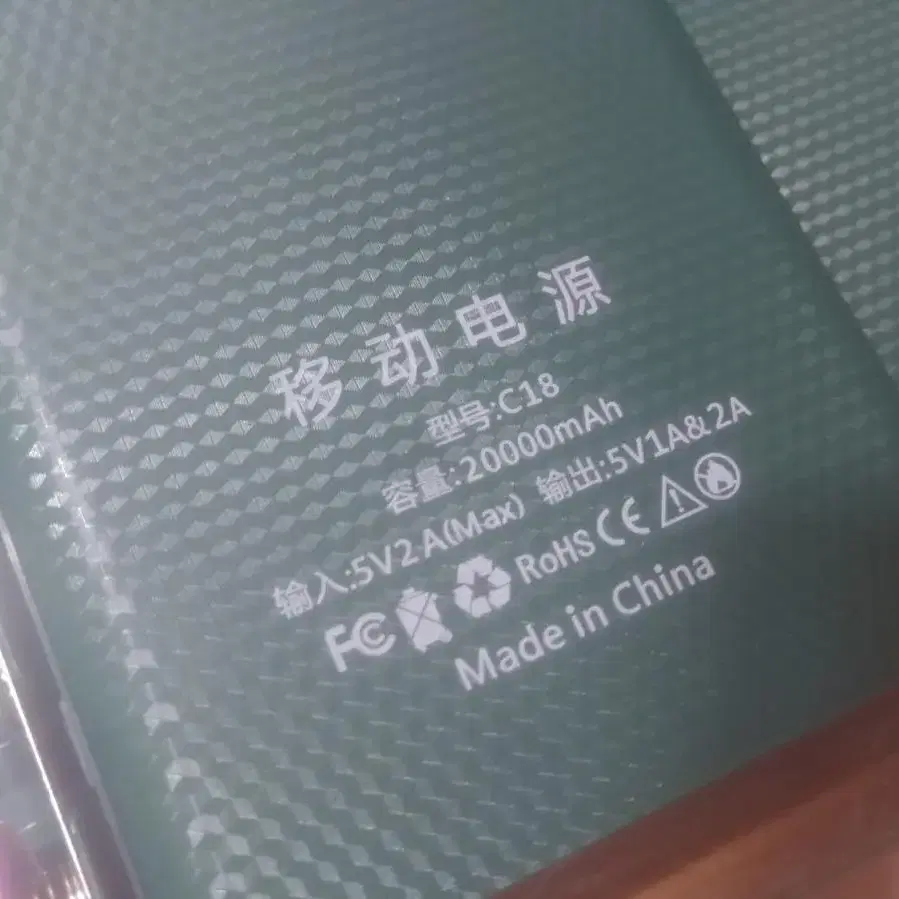 移动电源
型号:C18
容量:20000mAh
输入:5V2A(Max) 输出:5V1A&2A
FC RoHS CE
Made in China